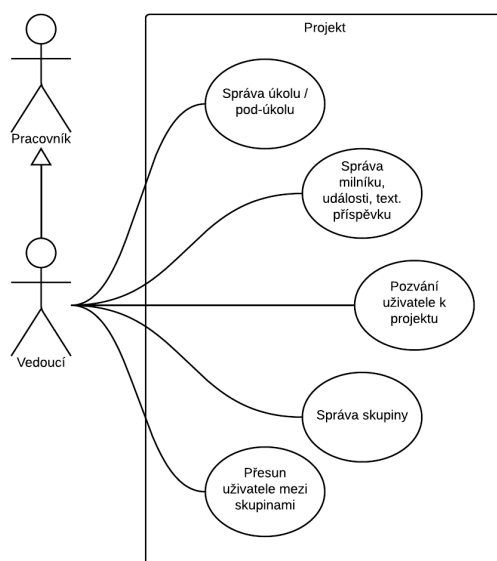 Projekt
Pracovník
Správa úkolu /
pod-úkolu
Správa
milníku,
události, text.
příspěvku
Pozvání
uživatele k
projektu
Vedoucí
Správa skupiny
Přesun
uživatele mezi
skupinami